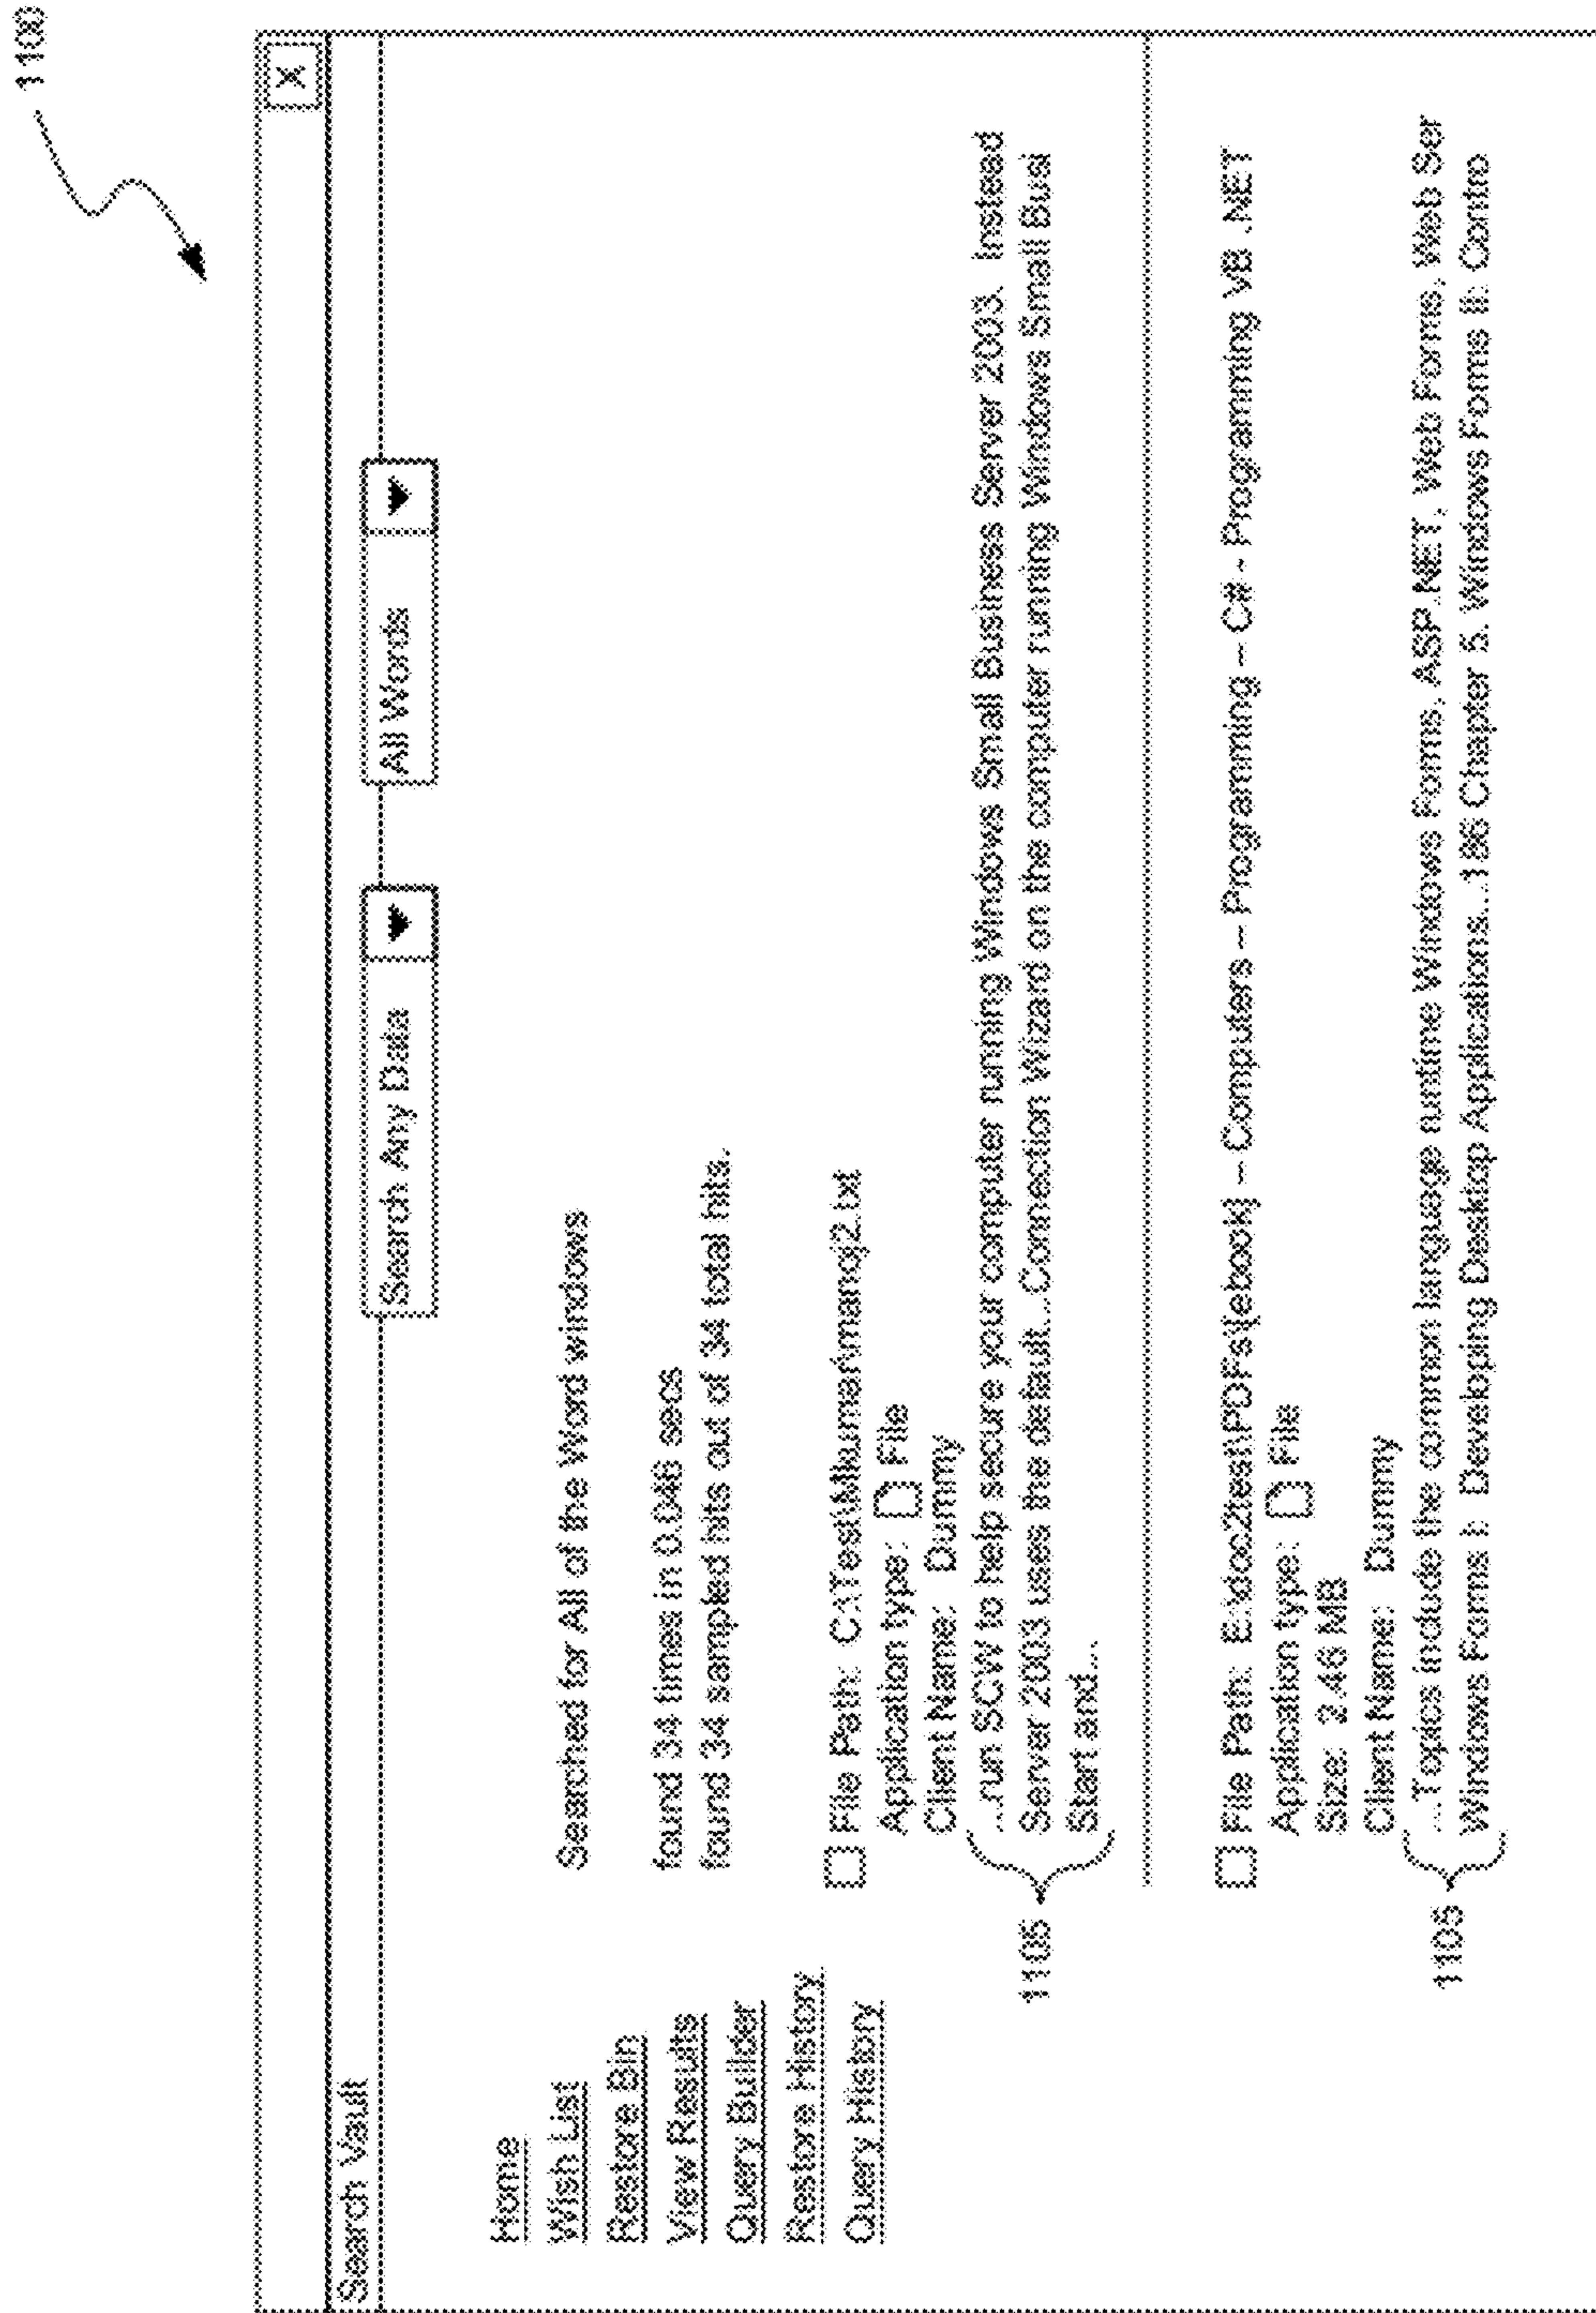 1100
X
Search Vault
Search Any Data
All Words
Home
Wish List
Restore Bin
View Results
Query Builder
Restore History
Query History
Searched for All of the Word windows
found 34 times in 0.046 secs
found 34 sampled hits out of 34 total hits.
File Path: C:\Test\Mkumar\manoj2.txt
Application type: File
Client Name: Dummy
1105
...run SCW to help secure your computer running Windows Small Business Server 2003. Instead
Server 2003 uses the default...Connection Wizard on the computer running Windows Small Busi
Start and...
File Path: E:\doc2test\PDFs\[ebook] – Computers – Programming – C# - Programming VB .NET
Application type: File
Size: 2.46 MB
Client Name: Dummy
1105
...Topics include the common language runtime Windows Forms, ASP.NET, Web Forms, Web Ser
Windows Forms I: Developing Desktop Applications...186 Chapter 5. Windows Forms II: Contro